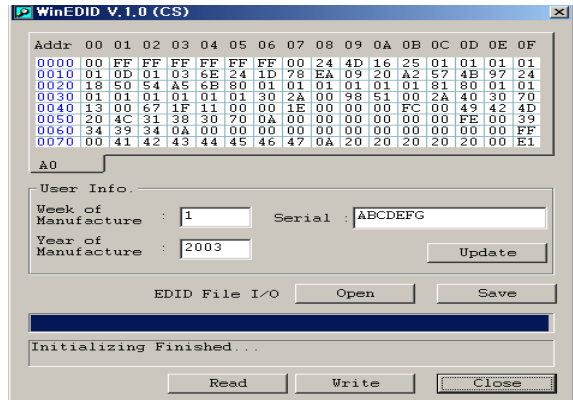 WinEDID V.1.0 (CS)
Addr 00 01 02 03 04 05 06 07 08 09 0A 0B 0C 0D 0E 0F
0000 00 FF FF FF FF FF FF 00 24 4D 16 25 01 01 01 01
0010 01 0D 01 03 6E 24 1D 78 EA 09 20 A2 57 4B 97 24
0020 18 50 54 A5 6B 80 01 01 01 01 01 01 81 80 01 01
0030 01 01 01 01 01 01 30 2A 00 98 51 00 2A 40 30 70
0040 13 00 67 1F 11 00 00 1E 00 00 00 FC 00 49 42 4D
0050 20 4C 31 38 30 70 0A 00 00 00 00 00 00 FE 00 39
0060 34 39 34 0A 00 00 00 00 00 00 00 00 00 00 00 FF
0070 00 41 42 43 44 45 46 47 0A 20 20 20 20 20 00 E1
A0
User Info.
Week of Manufacture : 1 Serial : ABCDEFG
Year of Manufacture : 2003 Update
EDID File I/O Open Save
Initializing Finished...
Read Write Close